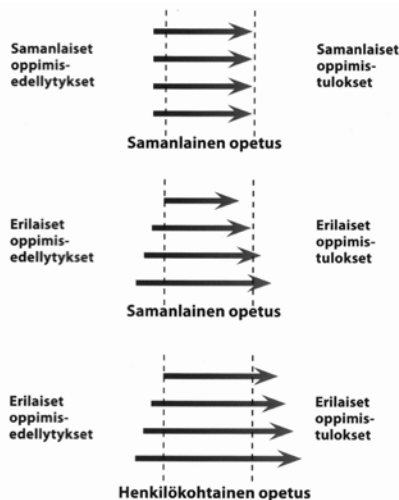 Samanlaiset
oppimis-
edellytykset
Samanlaiset
oppimis-
tulokset
Samanlainen opetus
Erilaiset
oppimis-
edellytykset
Erilaiset
oppimis-
tulokset
Samanlainen opetus
Erilaiset
oppimis-
edellytykset
Erilaiset
oppimis-
tulokset
Henkilökohtainen opetus